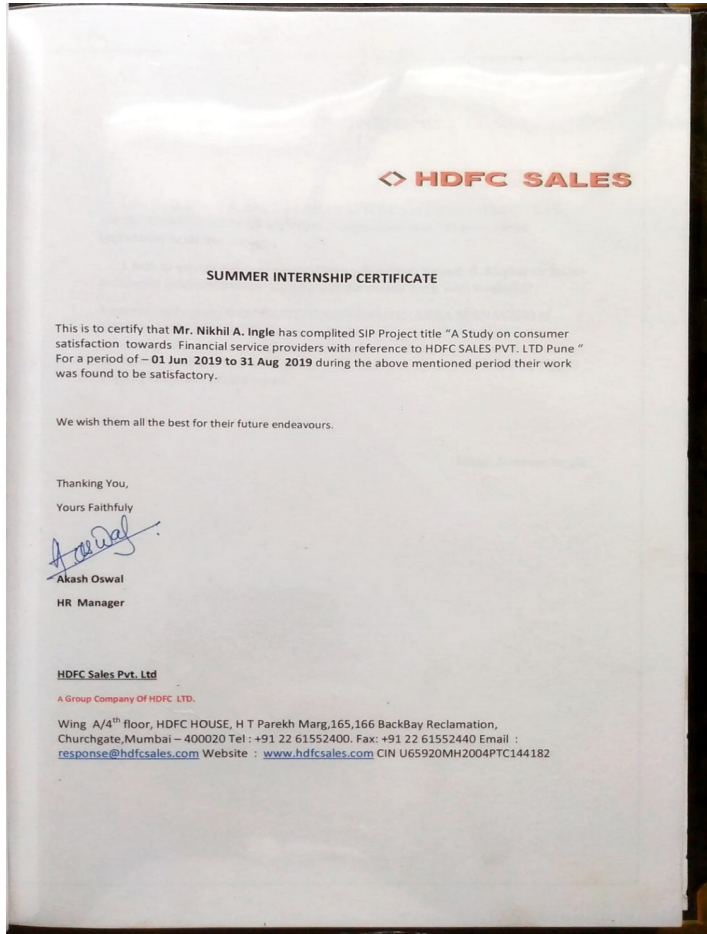 HDFC SALES
SUMMER INTERNSHIP CERTIFICATE
This is to certify that Mr. Nikhil A. Ingle has complited SIP Project title "A Study on consumer
satisfaction towards Financial service providers with reference to HDFC SALES PVT. LTD Pune "
For a period of – 01 Jun 2019 to 31 Aug 2019 during the above mentioned period their work
was found to be satisfactory.
We wish them all the best for their future endeavours.
Thanking You,
Yours Faithfuly
A. Oswal
Akash Oswal
HR Manager
HDFC Sales Pvt. Ltd
A Group Company Of HDFC LTD.
Wing A/4th floor, HDFC HOUSE, H T Parekh Marg,165,166 BackBay Reclamation,
Churchgate,Mumbai – 400020 Tel : +91 22 61552400. Fax: +91 22 61552440 Email :
response@hdfcsales.com Website : www.hdfcsales.com CIN U65920MH2004PTC144182